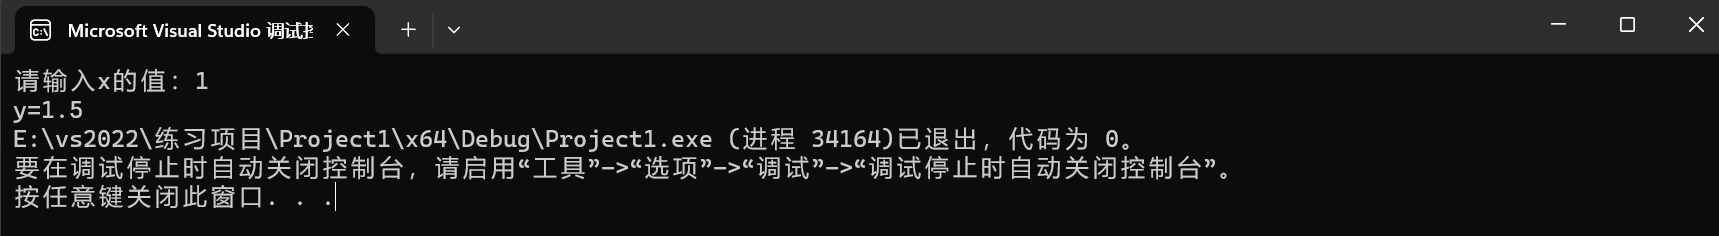 Microsoft Visual Studio 调试
请输入x的值：1
y=1.5
E:\vs2022\练习项目\Project1\x64\Debug\Project1.exe (进程 34164)已退出，代码为 0。
要在调试停止时自动关闭控制台，请启用“工具”->“选项”->“调试”->“调试停止时自动关闭控制台”。
按任意键关闭此窗口. . .